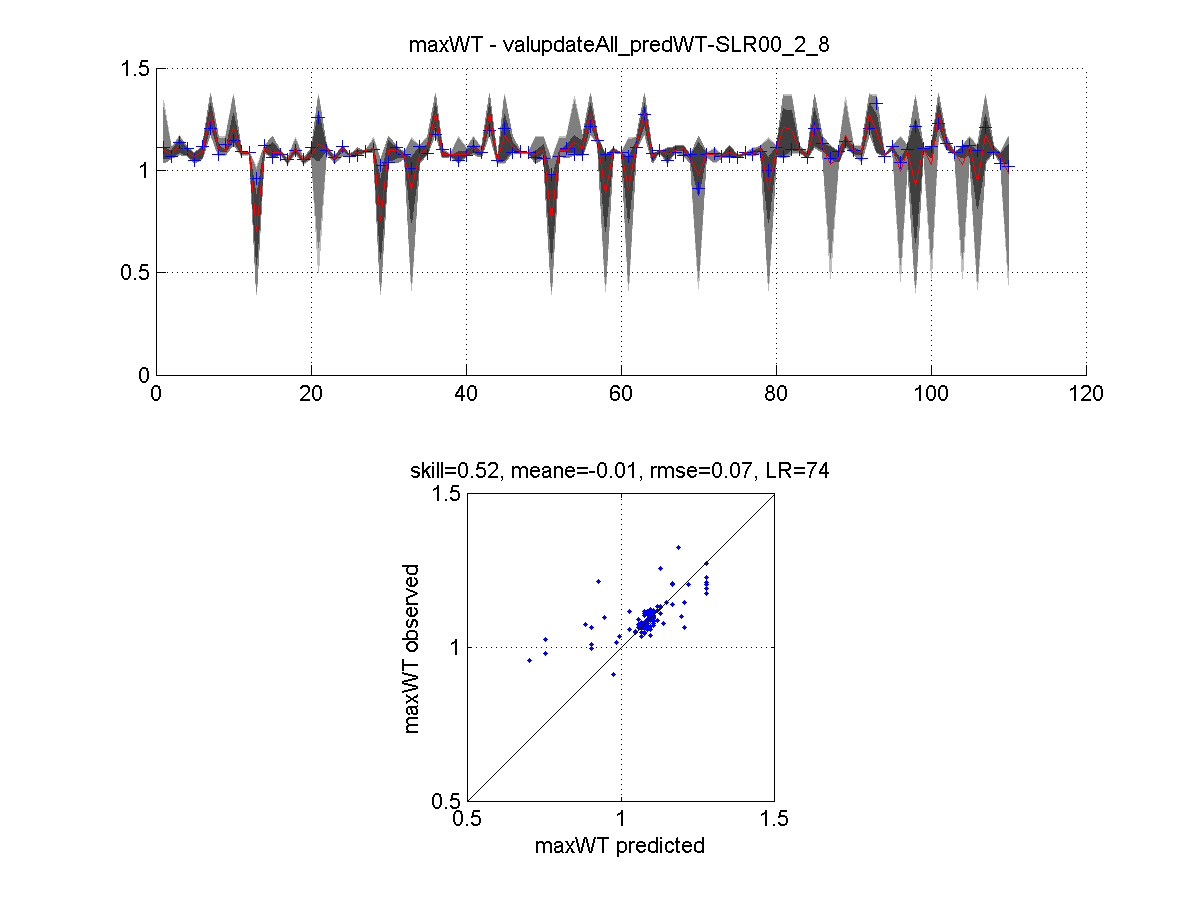 maxWT - valupdateAll_predWT-SLR00_2_8
1.5
1
0.5
0
0 20 40 60 80 100 120
skill=0.52, meane=-0.01, rmse=0.07, LR=74
1.5
maxWT observed
1
0.5
0.5 1 1.5
maxWT predicted